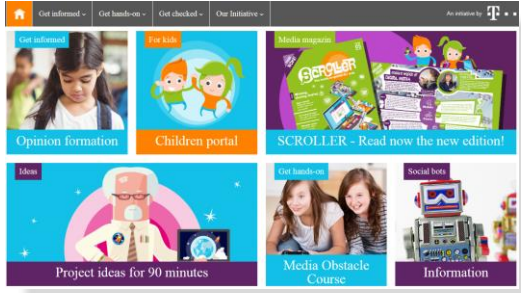 Get informed Get hands-on Get checked Our Initiative An initiative by T
Get informed
Opinion formation
For kids
Children portal
Media magacin
SCROLLER
SCROLLER - Read now the new edition!
Ideas
Project ideas for 90 minutes
Get hands-on
Media Obstacle
Course
Social bots
Information